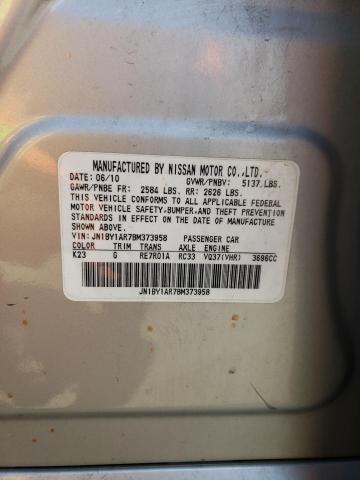 MANUFACTURED BY NISSAN MOTOR CO.,LTD.
DATE: 06/10 GVWR/PNBV: 5137 LBS.
GAWR/PNBE FR: 2584 LBS. RR: 2626 LBS.
THIS VEHICLE CONFORMS TO ALL APPLICABLE FEDERAL
MOTOR VEHICLE SAFETY,BUMPER,AND THEFT PREVENTION
STANDARDS IN EFFECT ON THE DATE OF MANUFACTURE
SHOWN ABOVE.
VIN: JN1BY1AR7BM373958 PASSENGER CAR
COLOR TRIM TRANS AXLE ENGINE
K23 G RE7R01A RC33 VQ37(VHR) 3696CC
JN1BY1AR7BM373958